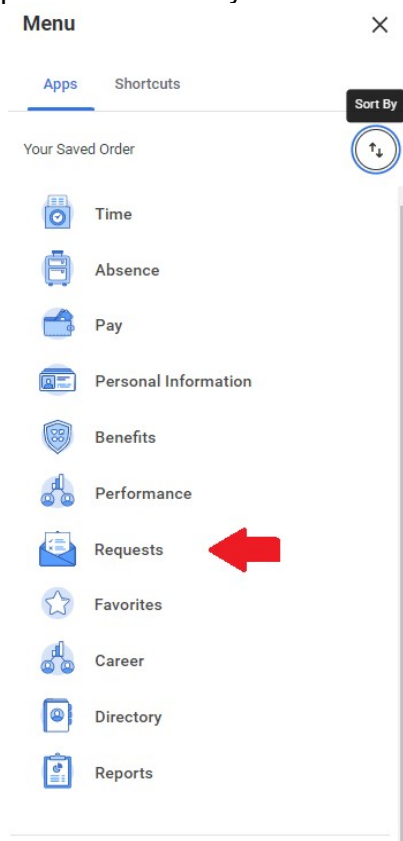 Menu
Apps Shortcuts
Sort By
Your Saved Order
Time
Absence
Pay
Personal Information
Benefits
Performance
Requests
Favorites
Career
Directory
Reports